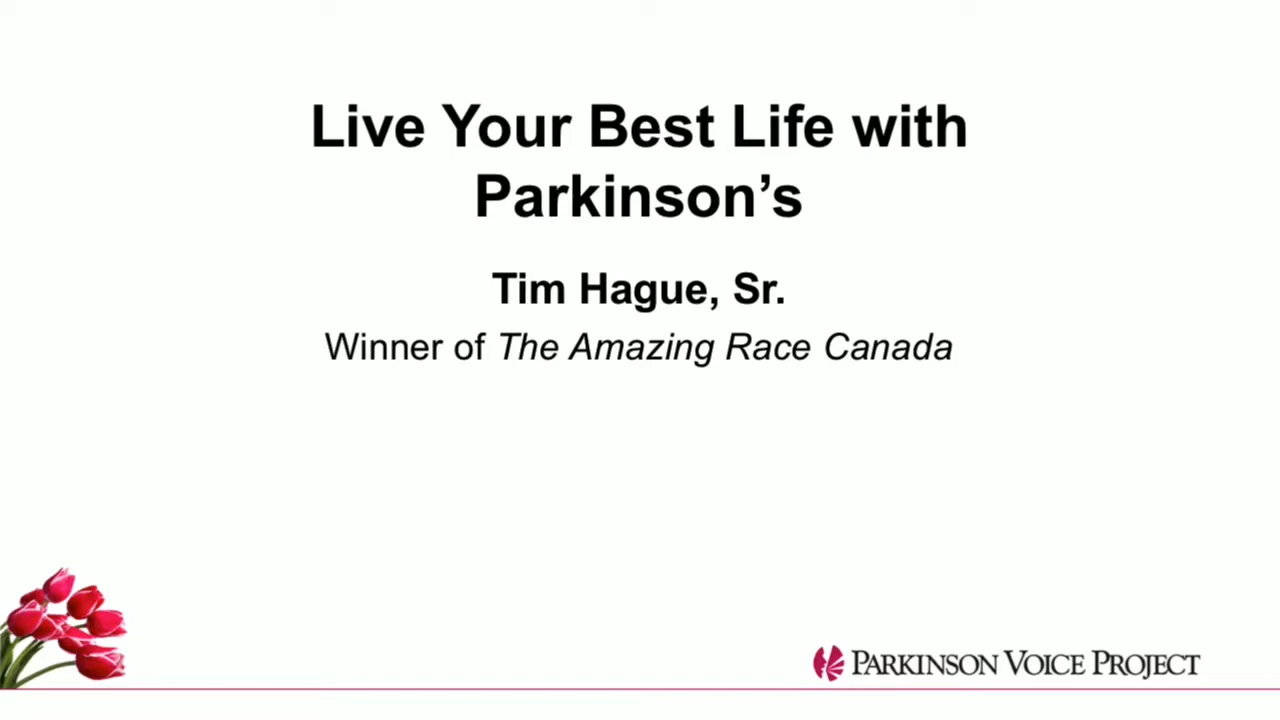 Live Your Best Life with
Parkinson’s
Tim Hague, Sr.
Winner of The Amazing Race Canada
PARKINSON VOICE PROJECT